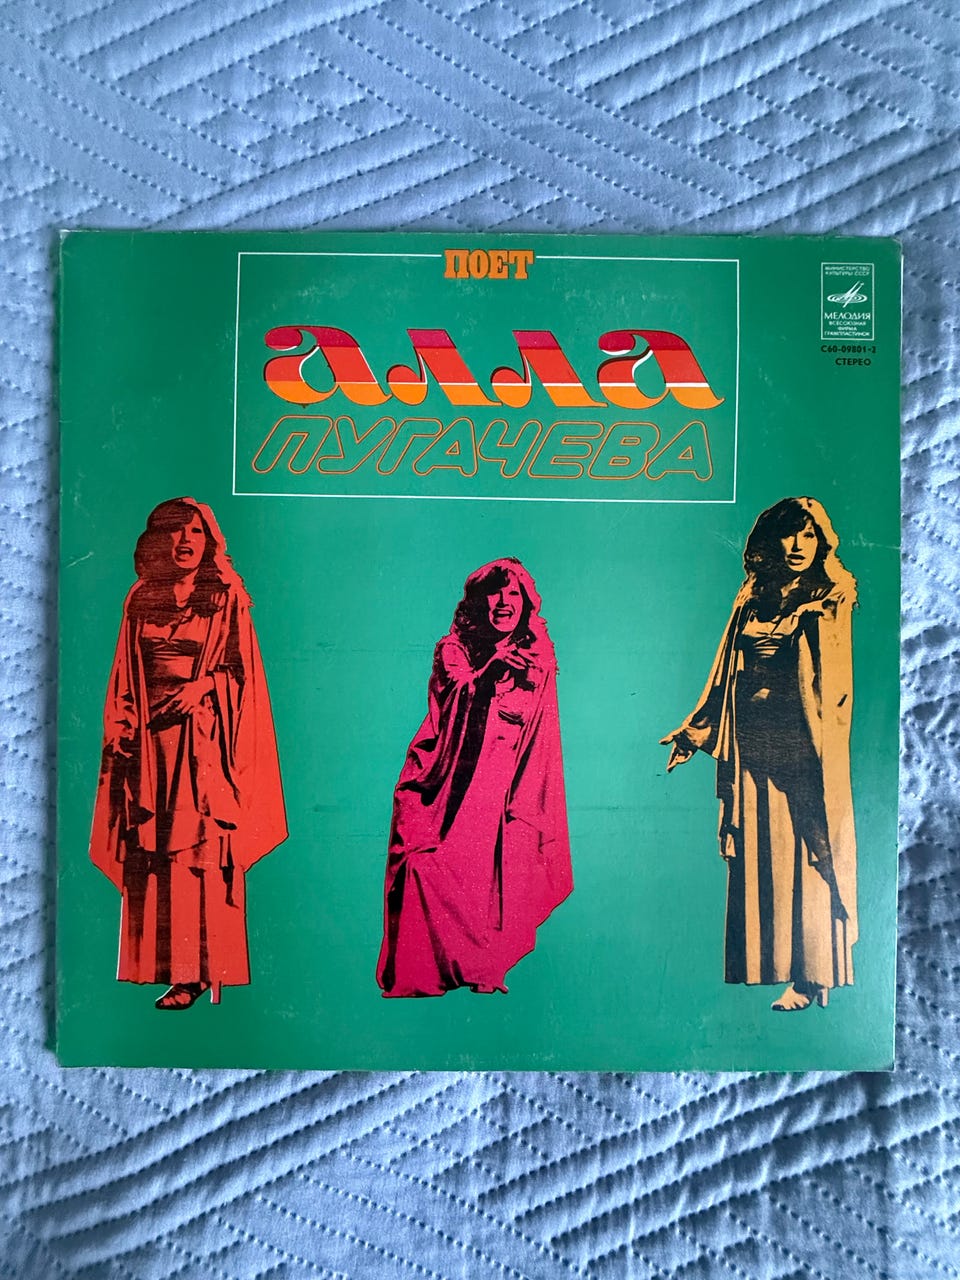 ПОЕТ
алла
ПУГАЧЕВА
МИНИСТЕРСТВО
КУЛЬТУРЫ СССР
МЕЛОДИЯ
ВСЕСОЮЗНАЯ
ФИРМА
ГРАМПЛАСТИНОК
С60-09801-2
СТЕРЕО